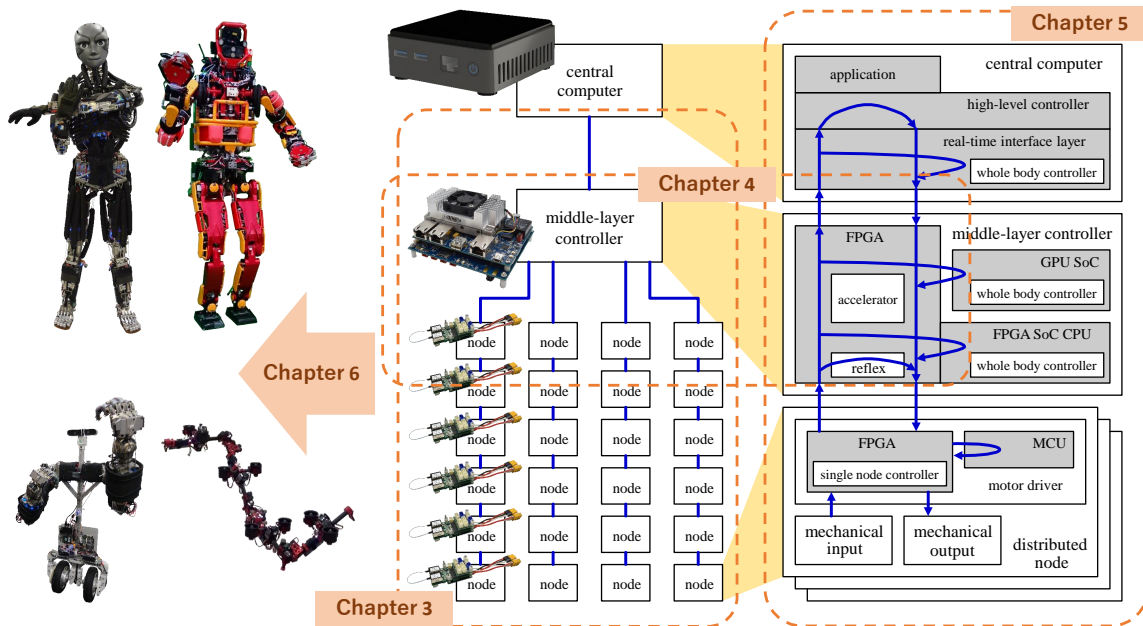 central
computer
Chapter 5
central computer
application
high-level controller
real-time interface layer
whole body controller
Chapter 4
middle-layer
controller
middle-layer controller
FPGA
GPU SoC
accelerator
whole body controller
FPGA SoC CPU
reflex
whole body controller
Chapter 6
node node node node
node node node node
node node node node
node node node node
node node node node
node node node node
FPGA
MCU
single node controller
motor driver
mechanical
input
mechanical
output
distributed
node
Chapter 3